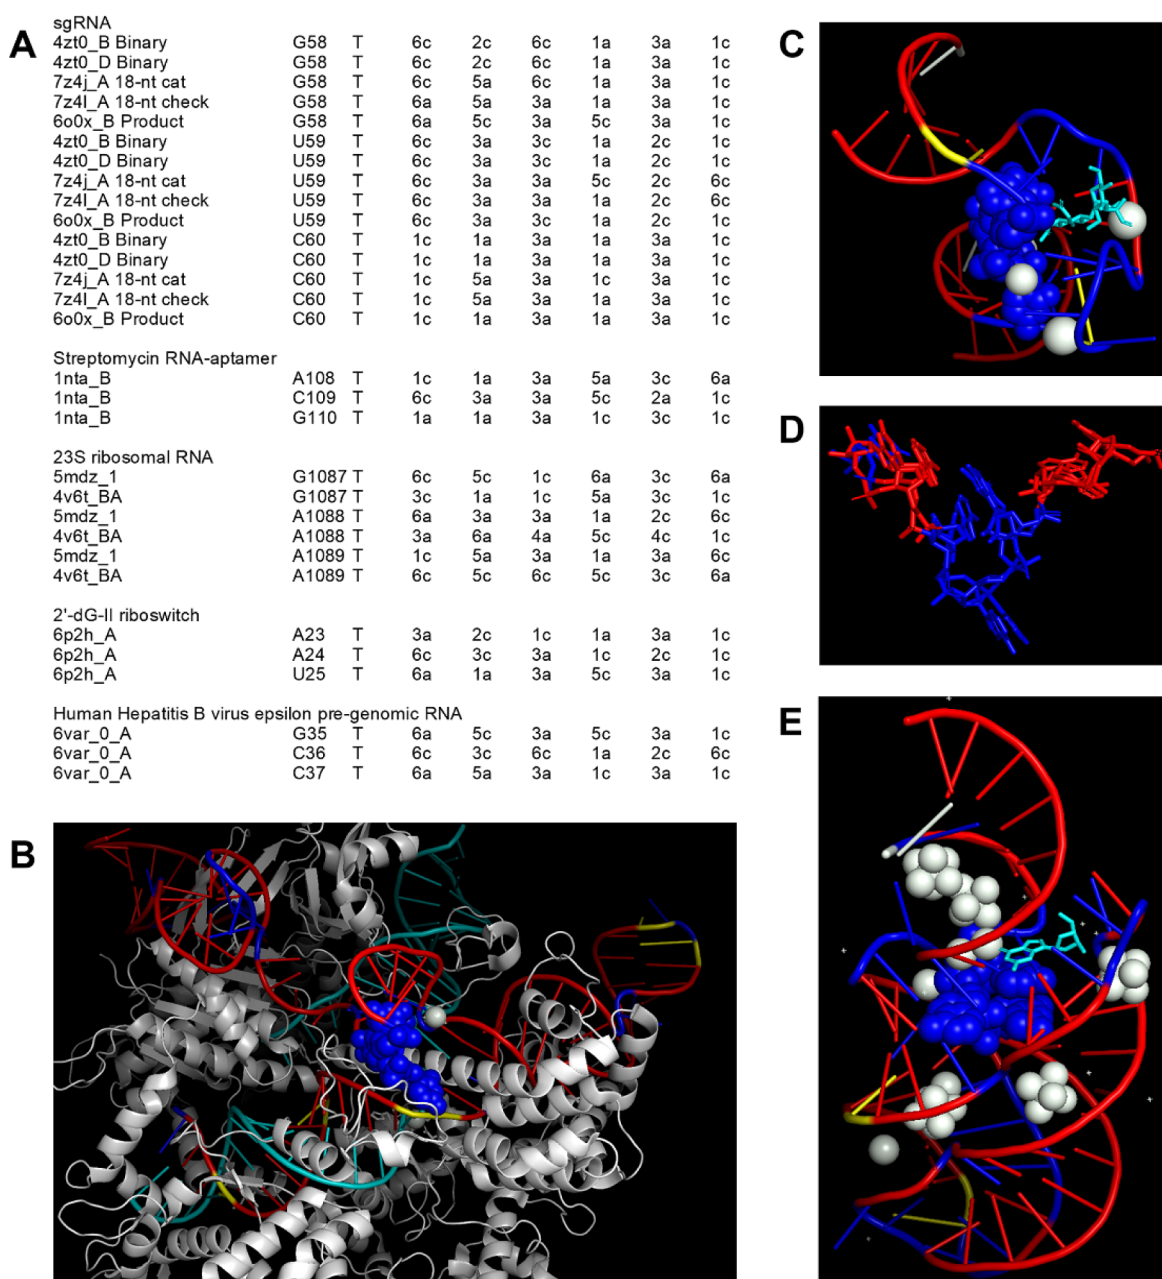 A
sgRNA
4zt0_B Binary G58 T 6c 2c 6c 1a 3a 1c
4zt0_D Binary G58 T 6c 2c 6c 1a 3a 1c
7z4j_A 18-nt cat G58 T 6c 5a 6c 1a 3a 1c
7z4l_A 18-nt check G58 T 6a 5a 3a 1a 3a 1c
6o0x_B Product G58 T 6a 5c 3a 5c 3a 1c
4zt0_B Binary U59 T 6c 3a 3c 1a 2c 1c
4zt0_D Binary U59 T 6c 3a 3c 1a 2c 1c
7z4j_A 18-nt cat U59 T 6c 3a 3a 5c 2c 6c
7z4l_A 18-nt check U59 T 6c 3a 3a 1a 2c 6c
6o0x_B Product U59 T 6c 3a 3c 1a 2c 1c
4zt0_B Binary C60 T 1c 1a 3a 1a 3a 1c
4zt0_D Binary C60 T 1c 1a 3a 1a 3a 1c
7z4j_A 18-nt cat C60 T 1c 5a 3a 1c 3a 1c
7z4l_A 18-nt check C60 T 1c 5a 3a 1a 3a 1c
6o0x_B Product C60 T 1c 1a 3a 1a 3a 1c
Streptomycin RNA-aptamer
1nta_B A108 T 1c 1a 3a 5a 3c 6a
1nta_B C109 T 6c 3a 3a 5c 2a 1c
1nta_B G110 T 1a 1a 3a 1c 3c 1c
23S ribosomal RNA
5mdz_1 G1087 T 6c 5c 1c 6a 3c 6a
4v6t_BA G1087 T 3c 1a 1c 5a 3c 1c
5mdz_1 A1088 T 6a 3a 3a 1a 2c 6c
4v6t_BA A1088 T 3a 6a 4a 5c 4c 1c
5mdz_1 A1089 T 1c 5a 3a 1a 3a 6c
4v6t_BA A1089 T 6c 5c 6c 5c 3c 6a
2'-dG-II riboswitch
6p2h_A A23 T 3a 2c 1c 1a 3a 1c
6p2h_A A24 T 6c 3c 3a 1c 2c 1c
6p2h_A U25 T 6a 1a 3a 5c 3a 1c
Human Hepatitis B virus epsilon pre-genomic RNA
6var_0_A G35 T 6a 5c 3a 5c 3a 1c
6var_0_A C36 T 6c 3c 6c 1a 2c 6c
6var_0_A C37 T 6a 5a 3a 1c 3a 1c
B
C
D
E